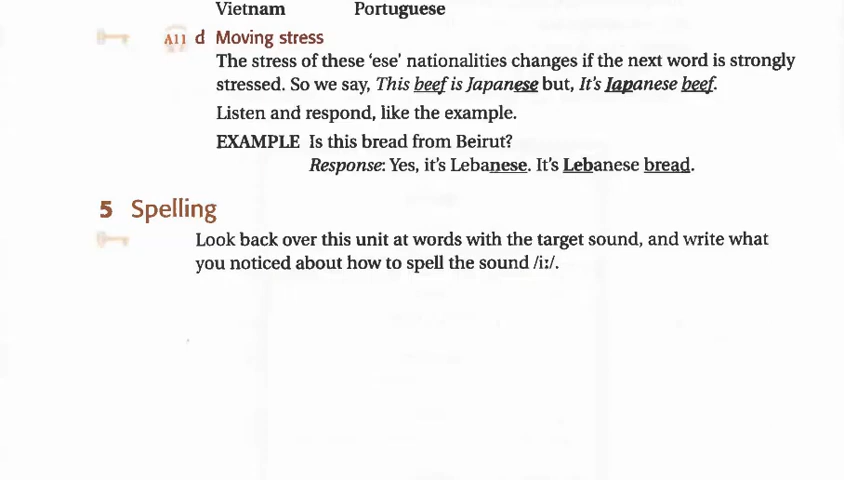 Vietnam Portuguese
A11 d Moving stress
The stress of these ‘ese’ nationalities changes if the next word is strongly
stressed. So we say, This beef is Japanese but, It's Japanese beef.
Listen and respond, like the example.
EXAMPLE Is this bread from Beirut?
Response: Yes, it's Lebanese. It's Lebanese bread.
5 Spelling
Look back over this unit at words with the target sound, and write what
you noticed about how to spell the sound /iː/.